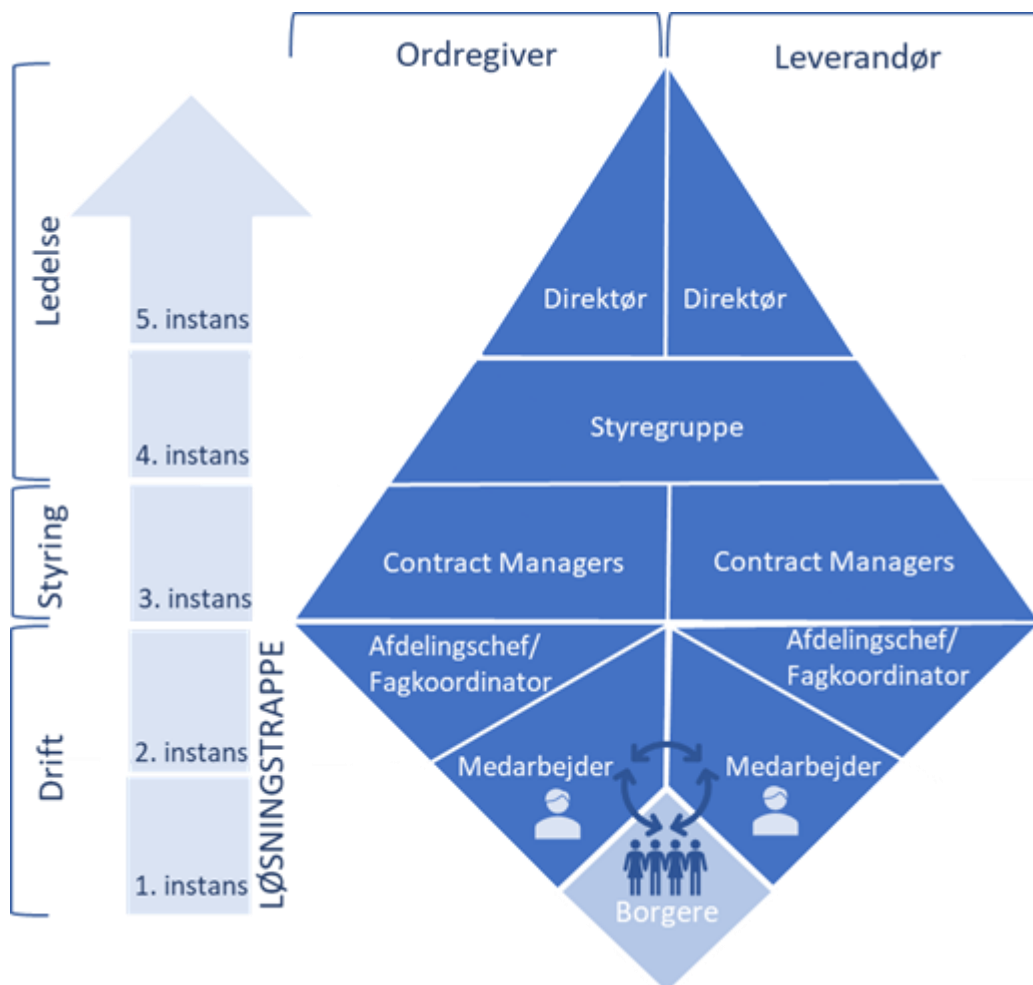 Ordregiver
Leverandør
Ledelse
Styring
Drift
5. instans
4. instans
3. instans
2. instans
1. instans
LØSNINGSTRAPPE
Direktør
Direktør
Styregruppe
Contract Managers
Contract Managers
Afdelingschef/
Fagkoordinator
Afdelingschef/
Fagkoordinator
Medarbejder
Medarbejder
Borgere